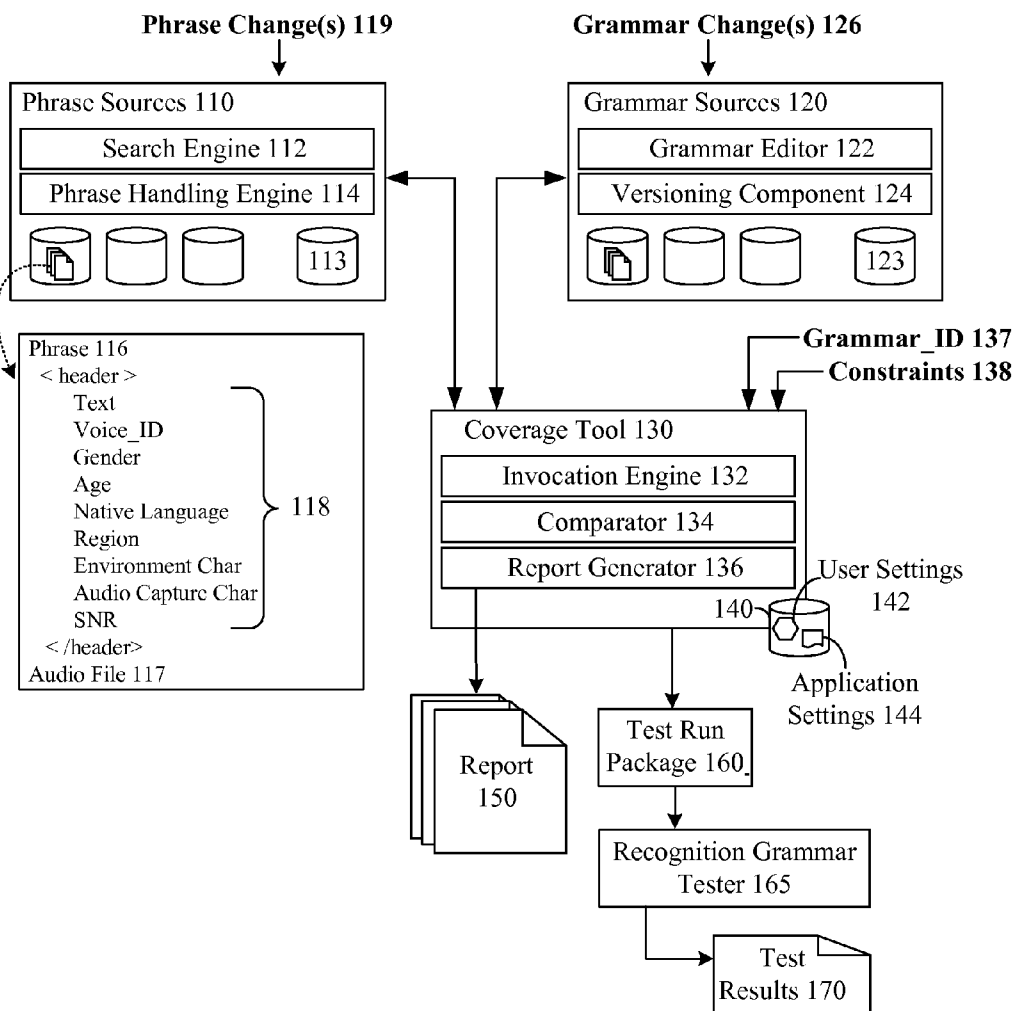 Phrase Change(s) 119
Grammar Change(s) 126
Phrase Sources 110
Search Engine 112
Phrase Handling Engine 114
113
Grammar Sources 120
Grammar Editor 122
Versioning Component 124
123
Phrase 116
< header >
Text
Voice_ID
Gender
Age
Native Language
Region
Environment Char
Audio Capture Char
SNR
< /header>
Audio File 117
118
Grammar_ID 137
Constraints 138
Coverage Tool 130
Invocation Engine 132
Comparator 134
Report Generator 136
140
User Settings
142
Application
Settings 144
Report
150
Test Run
Package 160
Recognition Grammar
Tester 165
Test
Results 170